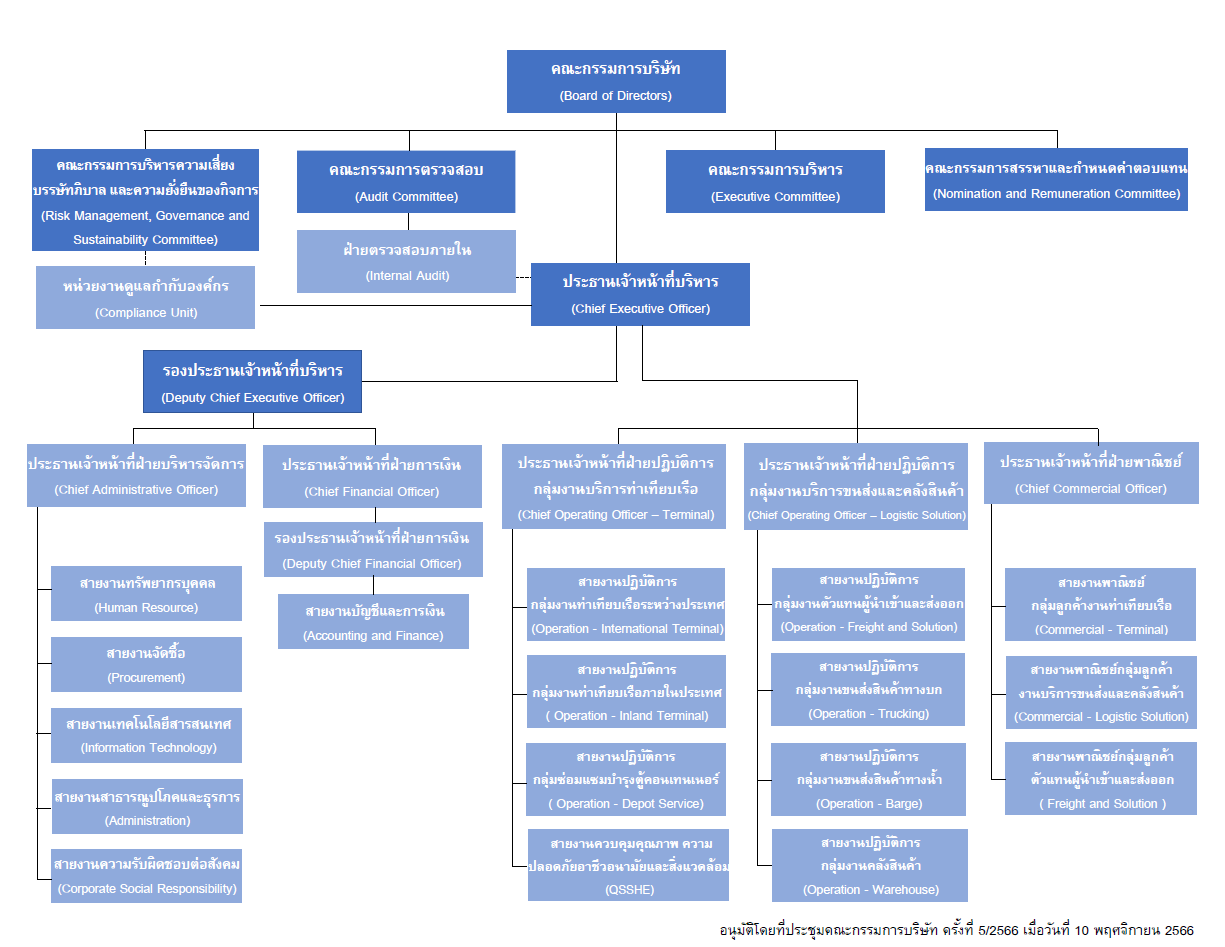 คณะกรรมการบริษัท
(Board of Directors)
คณะกรรมการบริหารความเสี่ยง
บรรษัทภิบาล และความยั่งยืนของกิจการ
(Risk Management, Governance and
Sustainability Committee)
คณะกรรมการตรวจสอบ
(Audit Committee)
คณะกรรมการบริหาร
(Executive Committee)
คณะกรรมการสรรหาและกำหนดค่าตอบแทน
(Nomination and Remuneration Committee)
ฝ่ายตรวจสอบภายใน
(Internal Audit)
หน่วยงานดูแลกำกับองค์กร
(Compliance Unit)
ประธานเจ้าหน้าที่บริหาร
(Chief Executive Officer)
รองประธานเจ้าหน้าที่บริหาร
(Deputy Chief Executive Officer)
ประธานเจ้าหน้าที่ฝ่ายบริหารจัดการ
(Chief Administrative Officer)
สายงานทรัพยากรบุคคล
(Human Resource)
สายงานจัดซื้อ
(Procurement)
สายงานเทคโนโลยีสารสนเทศ
(Information Technology)
สายงานสาธารณูปโภคและธุรการ
(Administration)
สายงานความรับผิดชอบต่อสังคม
(Corporate Social Responsibility)
ประธานเจ้าหน้าที่ฝ่ายการเงิน
(Chief Financial Officer)
รองประธานเจ้าหน้าที่ฝ่ายการเงิน
(Deputy Chief Financial Officer)
สายงานบัญชีและการเงิน
(Accounting and Finance)
ประธานเจ้าหน้าที่ฝ่ายปฏิบัติการ
กลุ่มงานบริการท่าเทียบเรือ
(Chief Operating Officer – Terminal)
สายงานปฏิบัติการ
กลุ่มท่าเทียบเรือระหว่างประเทศ
(Operation - International Terminal)
สายงานปฏิบัติการ
กลุ่มท่าเทียบเรือภายในประเทศ
( Operation - Inland Terminal)
สายงานปฏิบัติการ
กลุ่มซ่อมแซมบำรุงตู้คอนเทนเนอร์
( Operation - Depot Service)
สายงานควบคุมคุณภาพ ความ
ปลอดภัยอาชีวอนามัยและสิ่งแวดล้อม
(QSSHE)
ประธานเจ้าหน้าที่ฝ่ายปฏิบัติการ
กลุ่มงานบริการขนส่งและคลังสินค้า
(Chief Operating Officer – Logistic Solution)
สายงานปฏิบัติการ
กลุ่มงานตัวแทนผู้นำเข้าและส่งออก
(Operation - Freight and Solution)
สายงานปฏิบัติการ
กลุ่มงานขนส่งสินค้าทางบก
(Operation - Trucking)
สายงานปฏิบัติการ
กลุ่มงานขนส่งสินค้าทางน้ำ
(Operation - Barge)
สายงานปฏิบัติการ
กลุ่มงานคลังสินค้า
(Operation - Warehouse)
ประธานเจ้าหน้าที่ฝ่ายพาณิชย์
(Chief Commercial Officer)
สายงานพาณิชย์
กลุ่มลูกค้างานท่าเทียบเรือ
(Commercial - Terminal)
สายงานพาณิชย์กลุ่มลูกค้า
งานบริการขนส่งและคลังสินค้า
(Commercial - Logistic Solution)
สายงานพาณิชย์กลุ่มลูกค้า
ตัวแทนผู้นำเข้าและส่งออก
( Freight and Solution )
อนุมัติโดยที่ประชุมคณะกรรมการบริษัท ครั้งที่ 5/2566 เมื่อวันที่ 10 พฤศจิกายน 2566